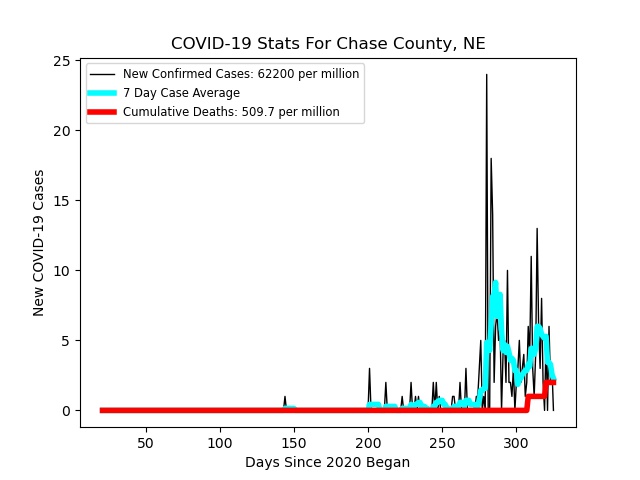 COVID-19 Stats For Chase County, NE
New Confirmed Cases: 62200 per million
7 Day Case Average
Cumulative Deaths: 509.7 per million
New COVID-19 Cases
25
20
15
10
5
0
50 100 150 200 250 300
Days Since 2020 Began